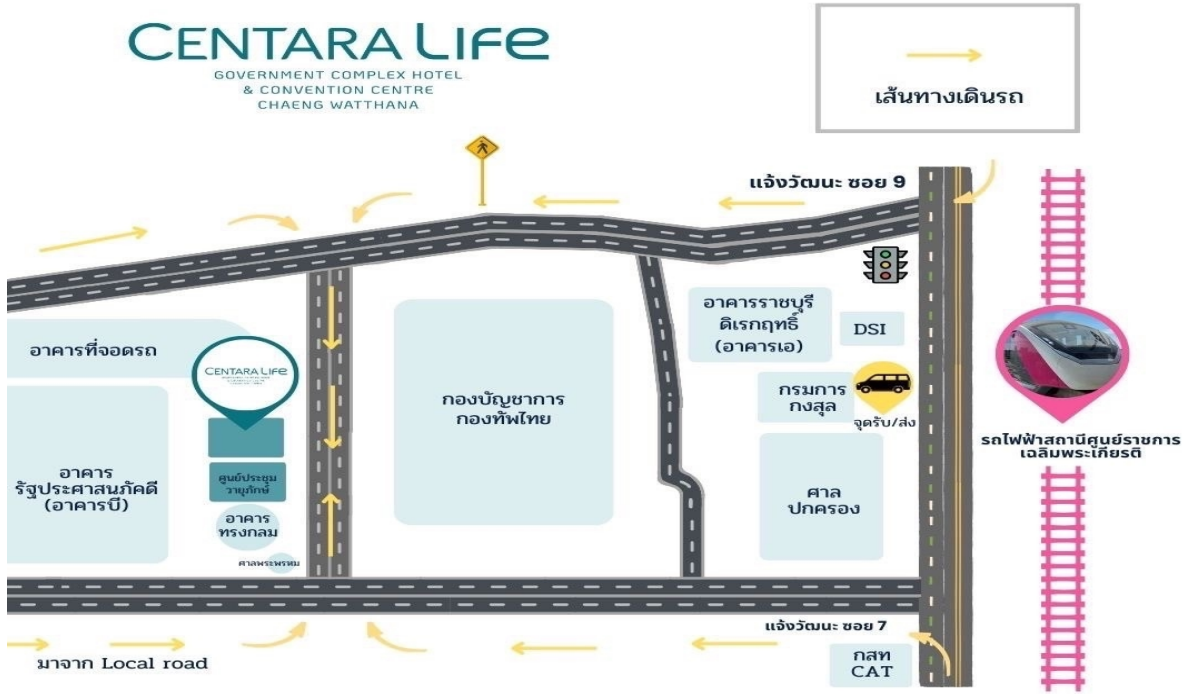 CENTARA LIFE
GOVERNMENT COMPLEX HOTEL
& CONVENTION CENTRE
CHAENG WATTHANA
เส้นทางเดินรถ
แจ้งวัฒนะ ซอย 9
อาคารที่จอดรถ
CENTARA LIFE
อาคาร
รัฐประศาสนภักดี
(อาคารบี)
ศูนย์ประชุม
วายุภักษ์
อาคาร
ทรงกลม
ศาลพระพรหม
กองบัญชาการ
กองทัพไทย
อาคารราชบุรี
ดิเรกฤทธิ์
(อาคารเอ)
DSI
กรมการ
กงสุล
จุดรับ/ส่ง
ศาล
ปกครอง
รถไฟฟ้าสถานีศูนย์ราชการ
เฉลิมพระเกียรติ
แจ้งวัฒนะ ซอย 7
มาจาก Local road
กสท
CAT